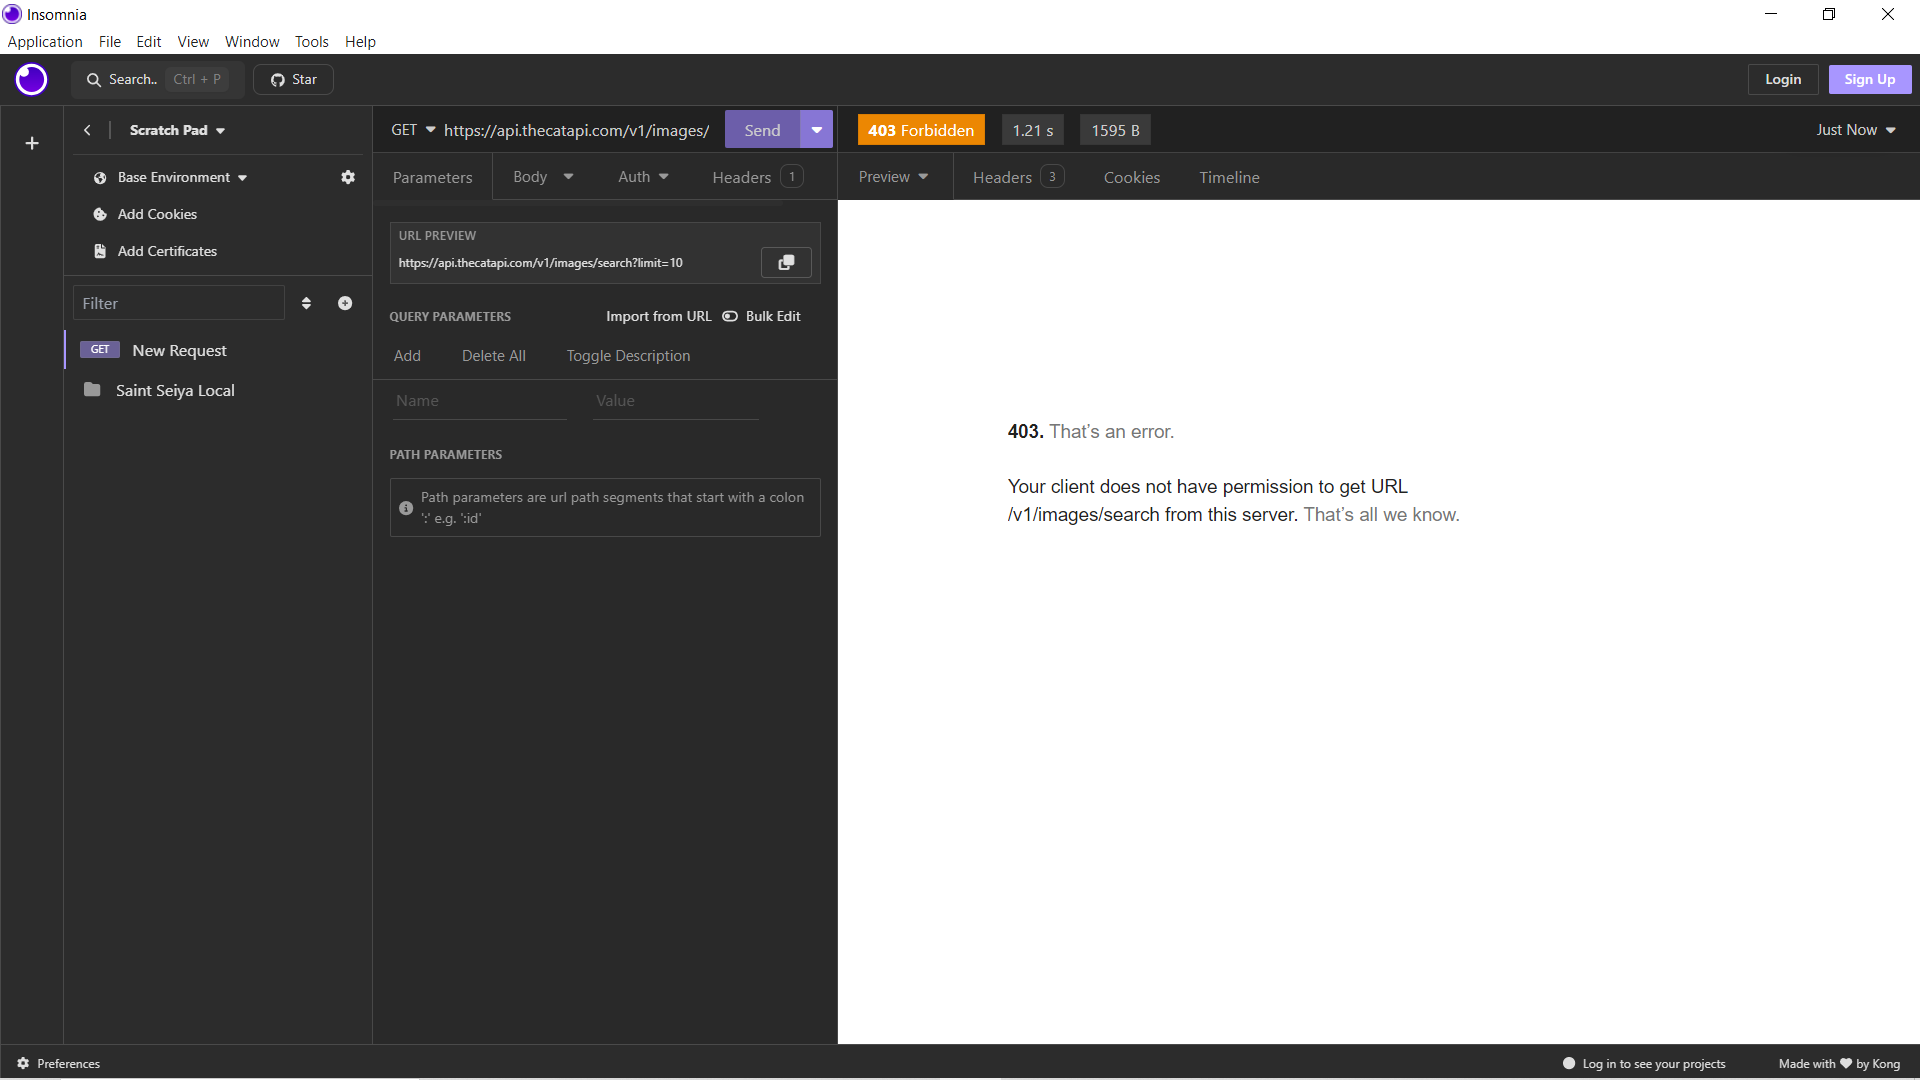 Insomnia
Application File Edit View Window Tools Help
Search.. Ctrl + P Star Login Sign Up
Scratch Pad
Base Environment
Add Cookies
Add Certificates
Filter
GET New Request
Saint Seiya Local
GET https://api.thecatapi.com/v1/images/ Send
Parameters Body Auth Headers 1
URL PREVIEW
https://api.thecatapi.com/v1/images/search?limit=10
QUERY PARAMETERS Import from URL Bulk Edit
Add Delete All Toggle Description
Name Value
PATH PARAMETERS
Path parameters are url path segments that start with a colon
':' e.g. ':id'
403 Forbidden 1.21 s 1595 B Just Now
Preview Headers 3 Cookies Timeline
403. That’s an error.
Your client does not have permission to get URL
/v1/images/search from this server. That’s all we know.
Preferences Log in to see your projects Made with by Kong